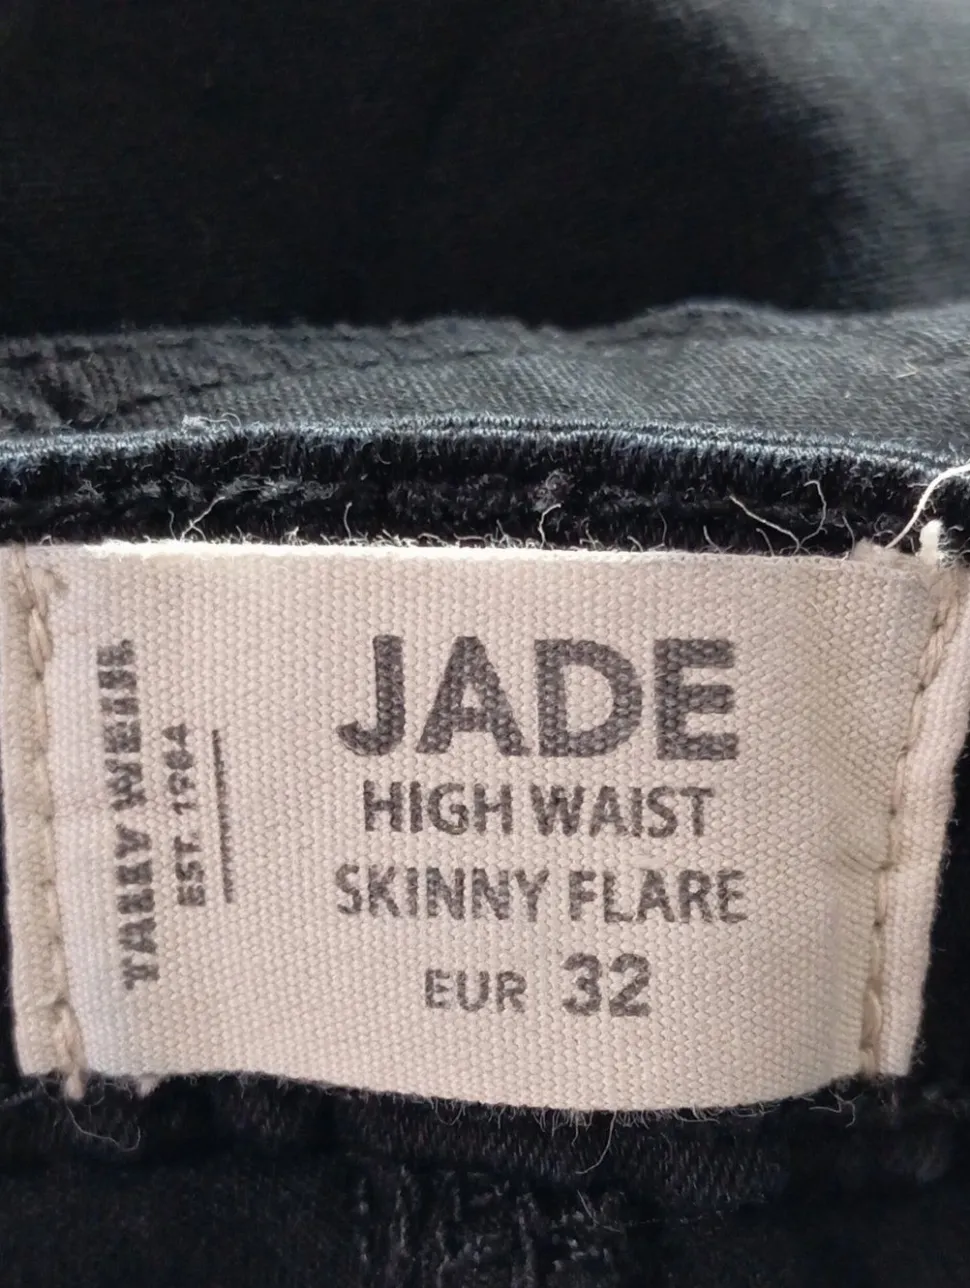 TALLY WEIJL
EST. 1984
JADE
HIGH WAIST
SKINNY FLARE
EUR 32